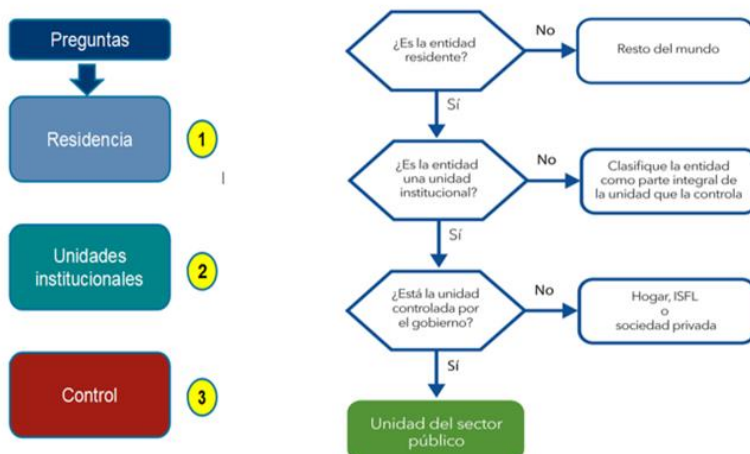 Preguntas
Residencia
1
Unidades
institucionales
2
Control
3
¿Es la entidad
residente?
No
Resto del mundo
Sí
¿Es la entidad
una unidad
institucional?
No
Clasifique la entidad
como parte integral de
la unidad que la controla
Sí
¿Está la unidad
controlada por
el gobierno?
No
Hogar, ISFL
o
sociedad privada
Sí
Unidad del sector
público